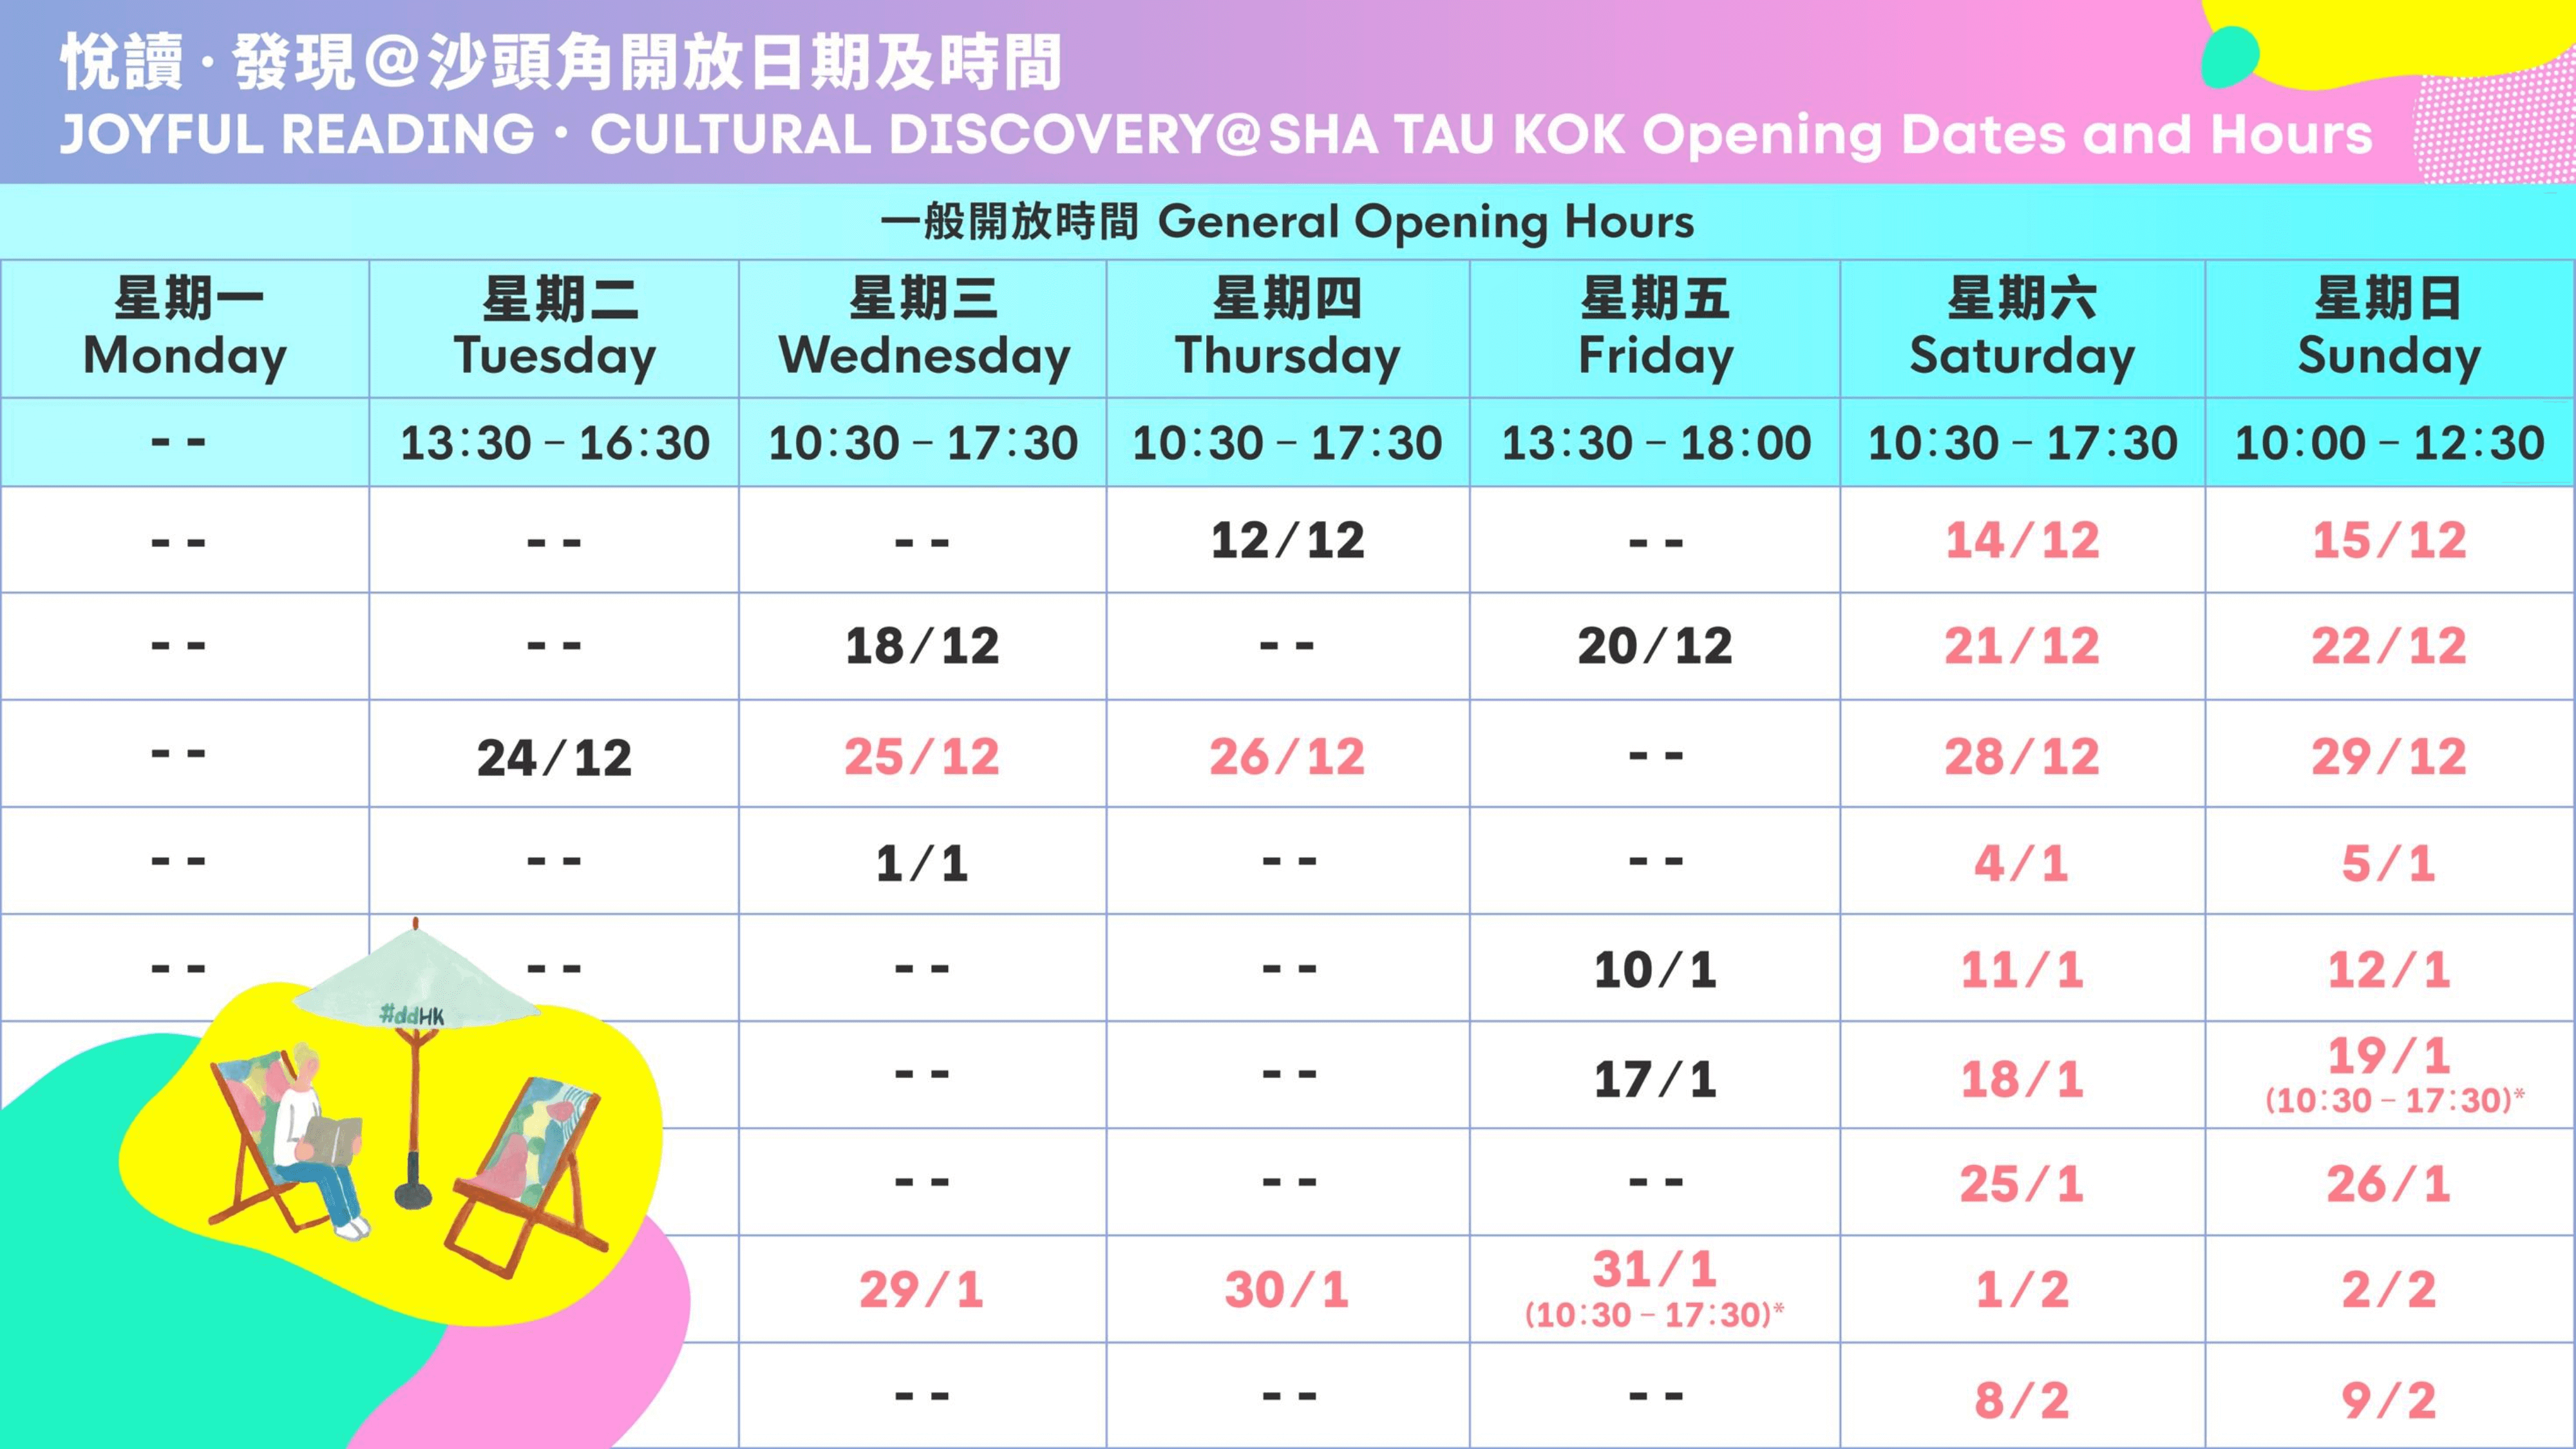 悅讀·發現@沙頭角開放日期及時間
JOYFUL READING • CULTURAL DISCOVERY@SHA TAU KOK Opening Dates and Hours
一般開放時間 General Opening Hours
星期一 星期二 星期三 星期四 星期五 星期六 星期日
Monday Tuesday Wednesday Thursday Friday Saturday Sunday
-- 13:30 – 16:30 10:30 – 17:30 10:30 – 17:30 13:30 – 18:00 10:30 – 17:30 10:00 – 12:30
-- -- -- 12/12 -- 14/12 15/12
-- -- 18/12 -- 20/12 21/12 22/12
-- 24/12 25/12 26/12 -- 28/12 29/12
-- -- 1/1 -- -- 4/1 5/1
-- -- -- -- 10/1 11/1 12/1
#ddHK
-- -- 17/1 18/1 19/1
(10:30 – 17:30)*
-- -- -- 25/1 26/1
29/1 30/1 31/1 1/2 2/2
(10:30 – 17:30)*
-- -- -- 8/2 9/2